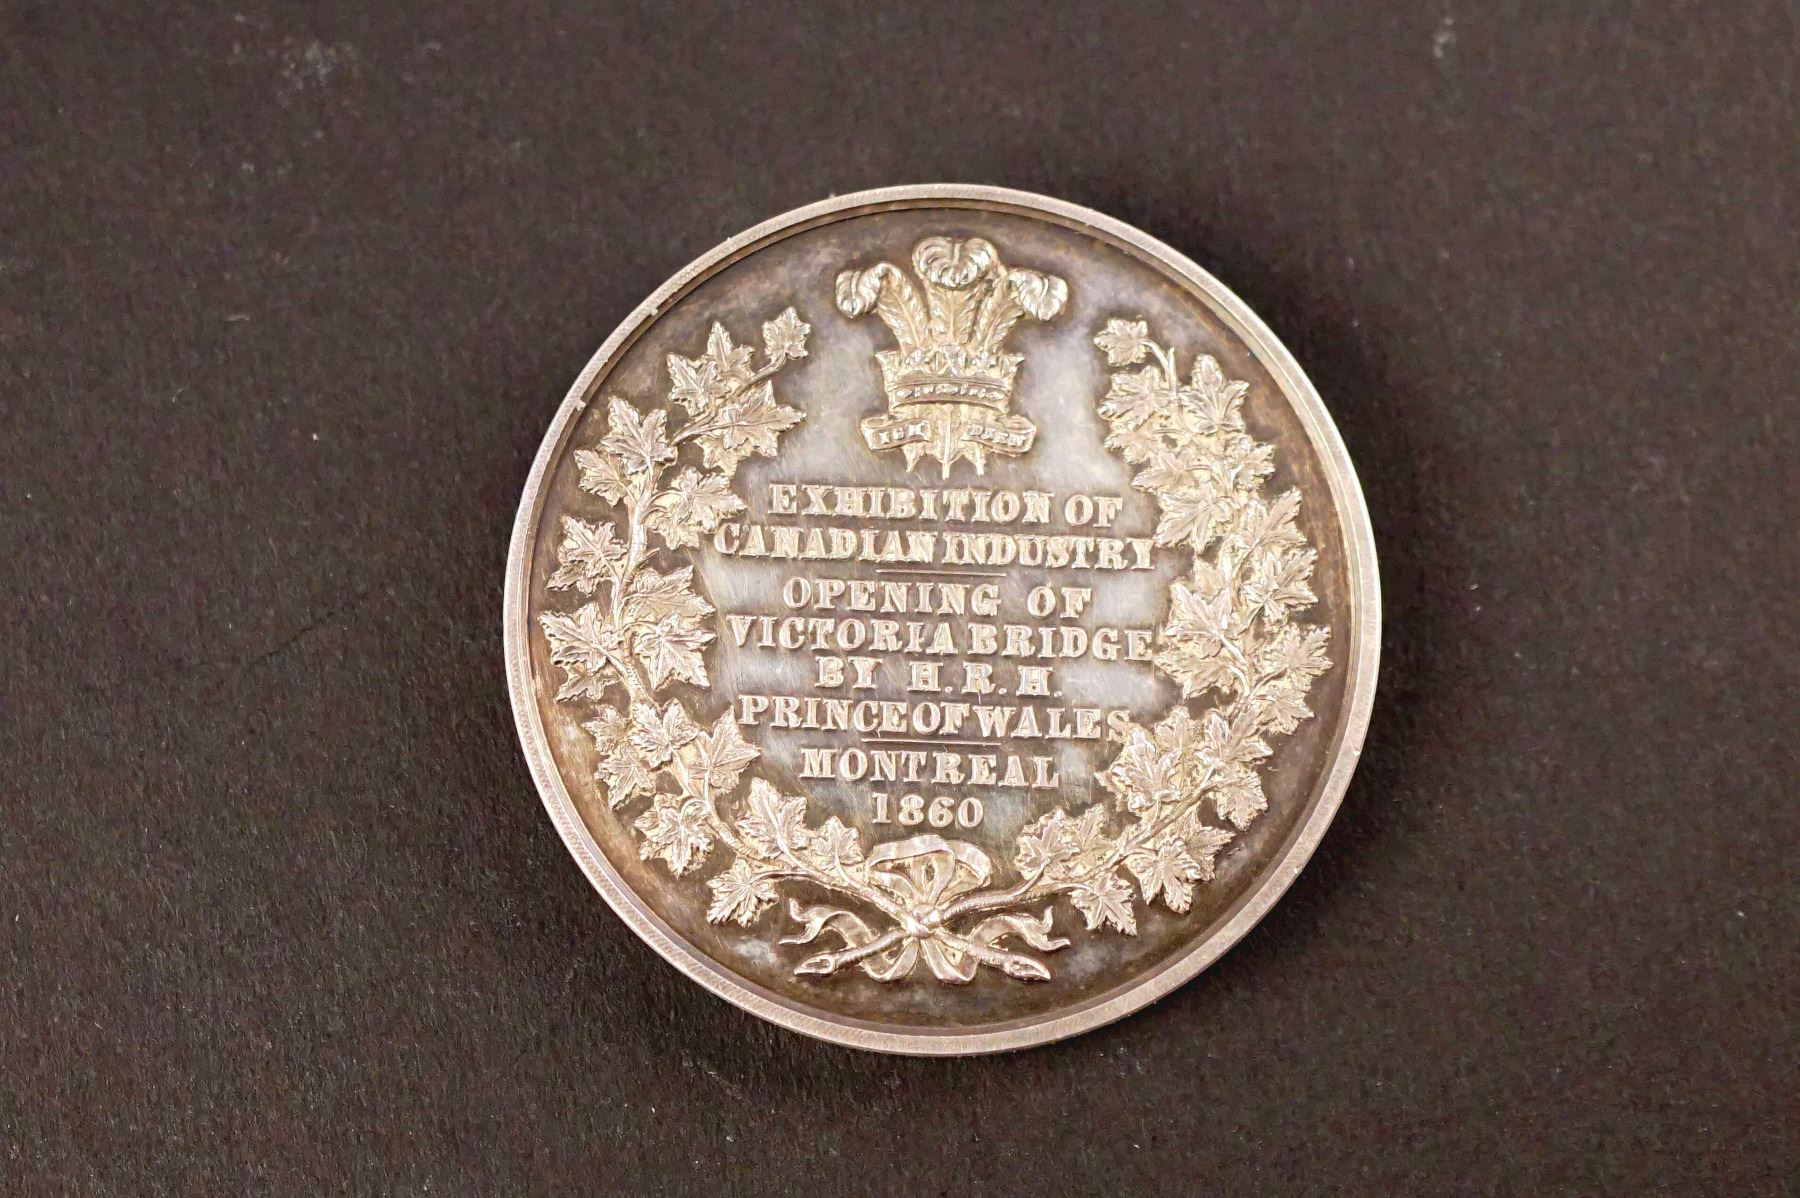 ICH DIEN
EXHIBITION OF
CANADIAN INDUSTRY
OPENING OF
VICTORIA BRIDGE
BY H.R.H.
PRINCE OF WALES
MONTREAL
1860